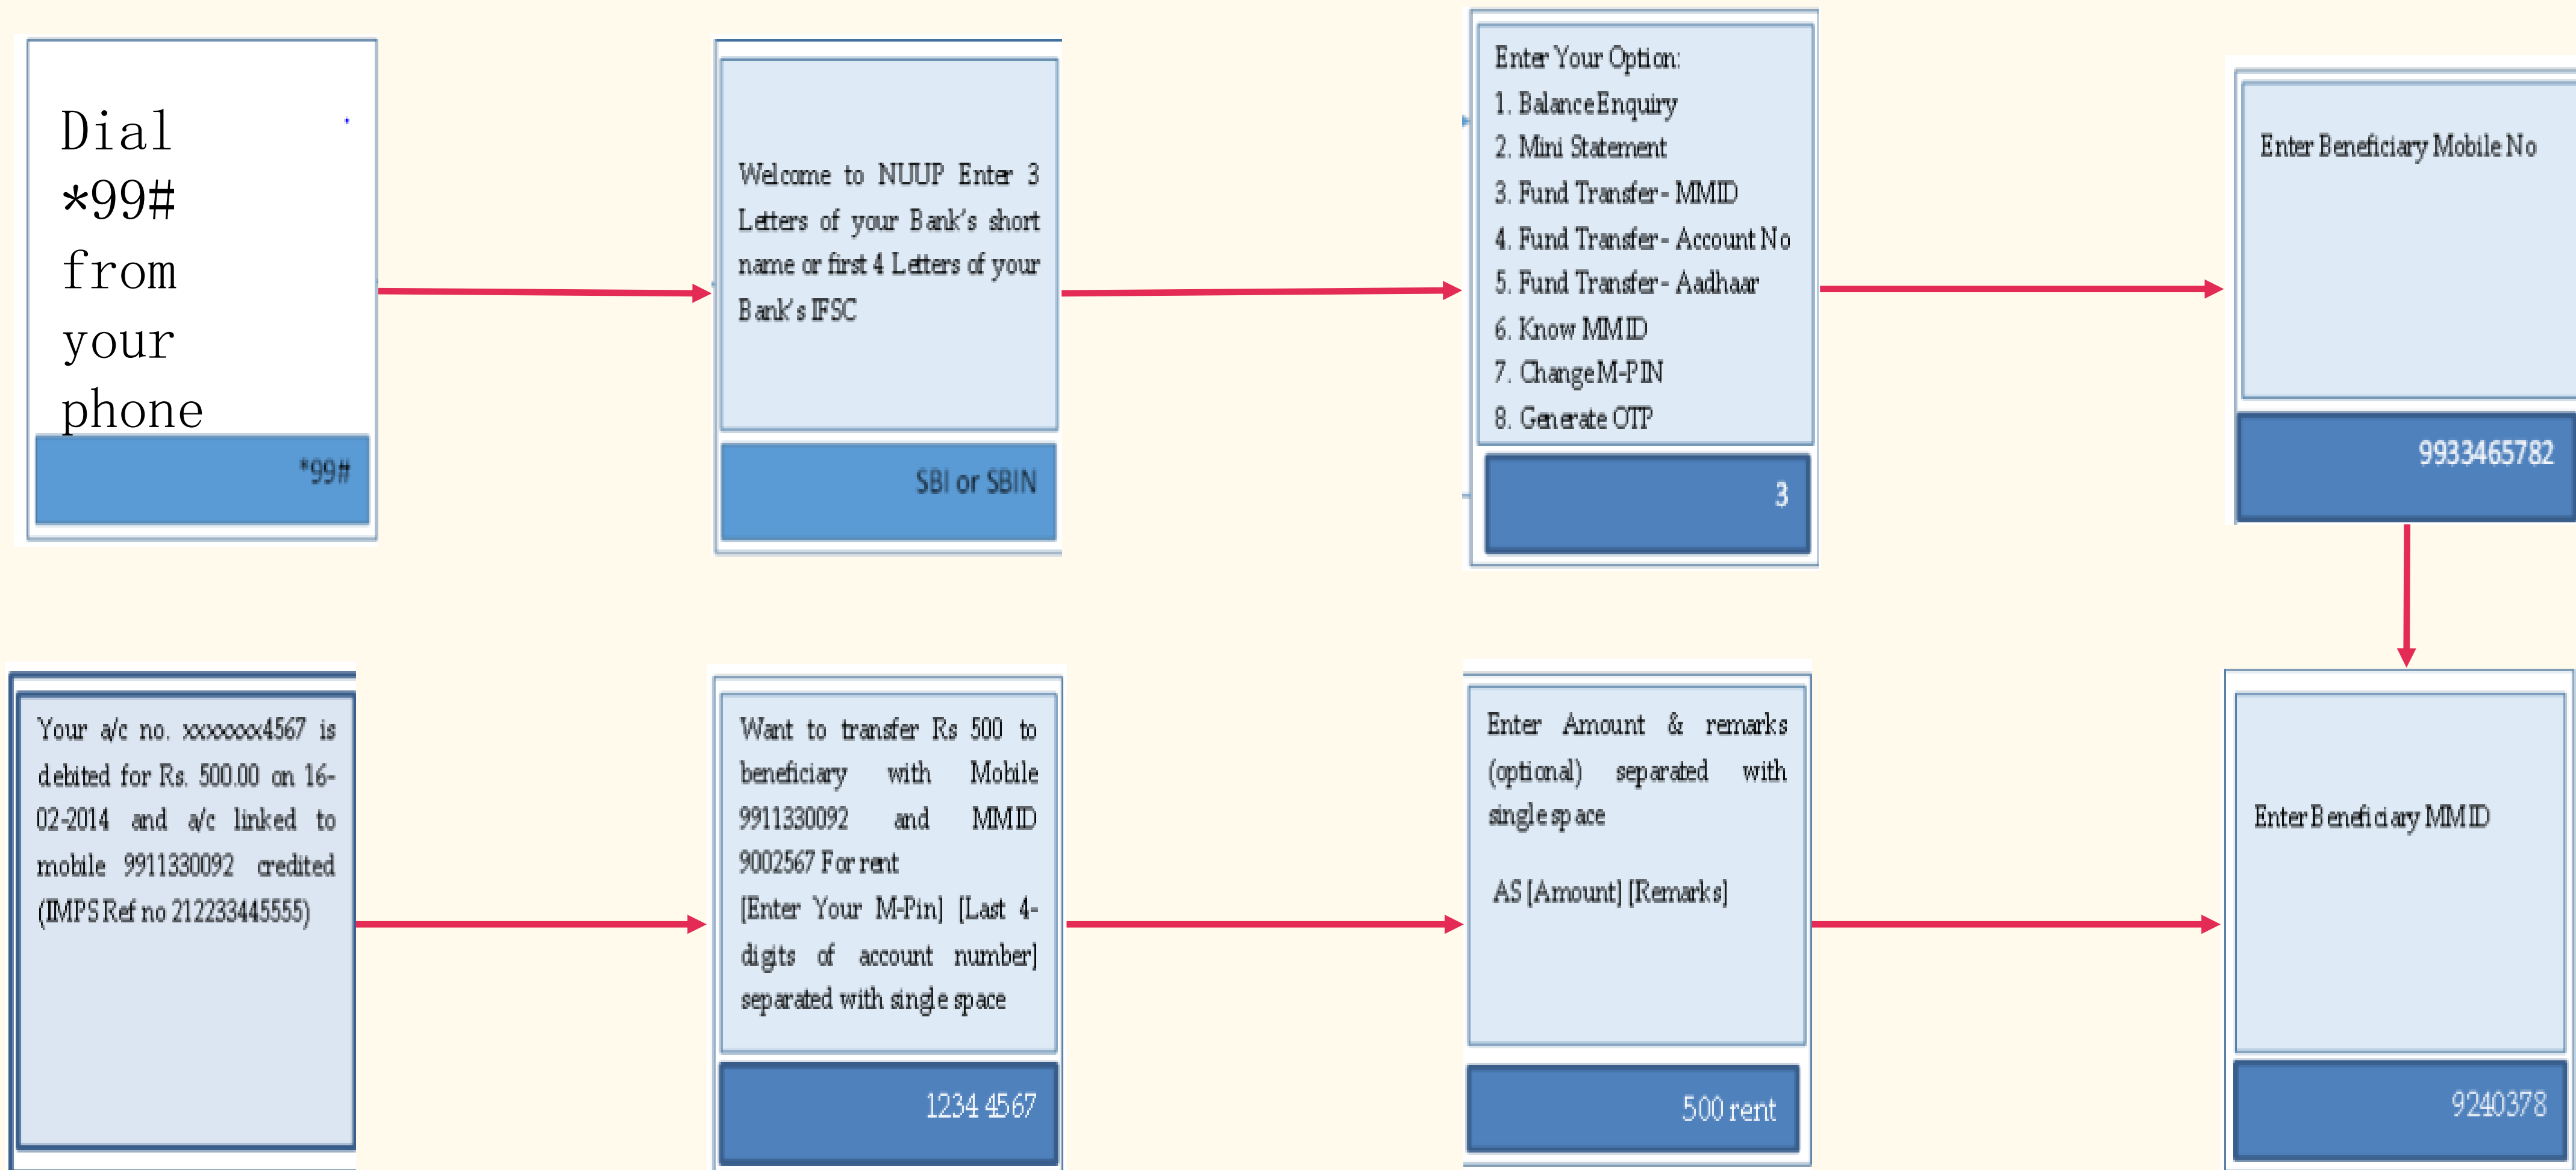 Dial
*99#
from
your
phone
*99#
Welcome to NUUP Enter 3
Letters of your Bank's short
name or first 4 Letters of your
Bank's IFSC
SBI or SBIN
Enter Your Option:
1. Balance Enquiry
2. Mini Statement
3. Fund Transfer- MMID
4. Fund Transfer- Account No
5. Fund Transfer- Aadhaar
6. Know MMID
7. Change M-PIN
8. Generate OTP
3
Enter Beneficiary Mobile No
9933465782
Your a/c no. xxxxxxx4567 is
debited for Rs. 500.00 on 16-
02-2014 and a/c linked to
mobile 9911330092 credited
(IMPS Ref no 212233445555)
Want to transfer Rs 500 to
beneficiary with Mobile
9911330092 and MMID
9002567 For rent
[Enter Your M-Pin] [Last 4-
digits of account number]
separated with single space
1234 4567
Enter Amount & remarks
(optional) separated with
single space
AS [Amount] [Remarks]
500 rent
Enter Beneficiary MMID
9240378